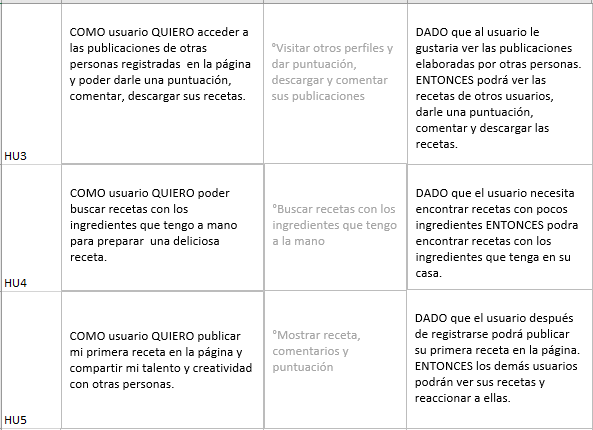 COMO usuario QUIERO acceder a
las publicaciones de otras
personas registradas  en la página
y poder darle una puntuación,
comentar, descargar sus recetas.
°Visitar otros perfiles y
dar puntuación,
descargar y comentar
sus publicaciones
DADO que al usuario le
gustaria ver las publicaciones
elaboradas por otras personas.
ENTONCES podrá ver las
recetas de otros usuarios,
darle una puntuación,
comentar y descargar las
recetas.
HU3
COMO usuario QUIERO poder
buscar recetas con los
ingredientes que tengo a mano
para preparar  una deliciosa
receta.
°Buscar recetas con los
ingredientes que tengo
a la mano
DADO que el usuario necesita
encontrar recetas con pocos
ingredientes ENTONCES podra
encontrar recetas con los
ingredientes que tenga en su
casa.
HU4
COMO usuario QUIERO publicar
mi primera receta en la página y
compartir mi talento y creatividad
con otras personas.
°Mostrar receta,
comentarios y
puntuación
DADO que el usuario después
de registrarse podrá publicar
su primera receta en la página.
ENTONCES los demás usuarios
podrán ver sus recetas y
reaccionar a ellas.
HU5